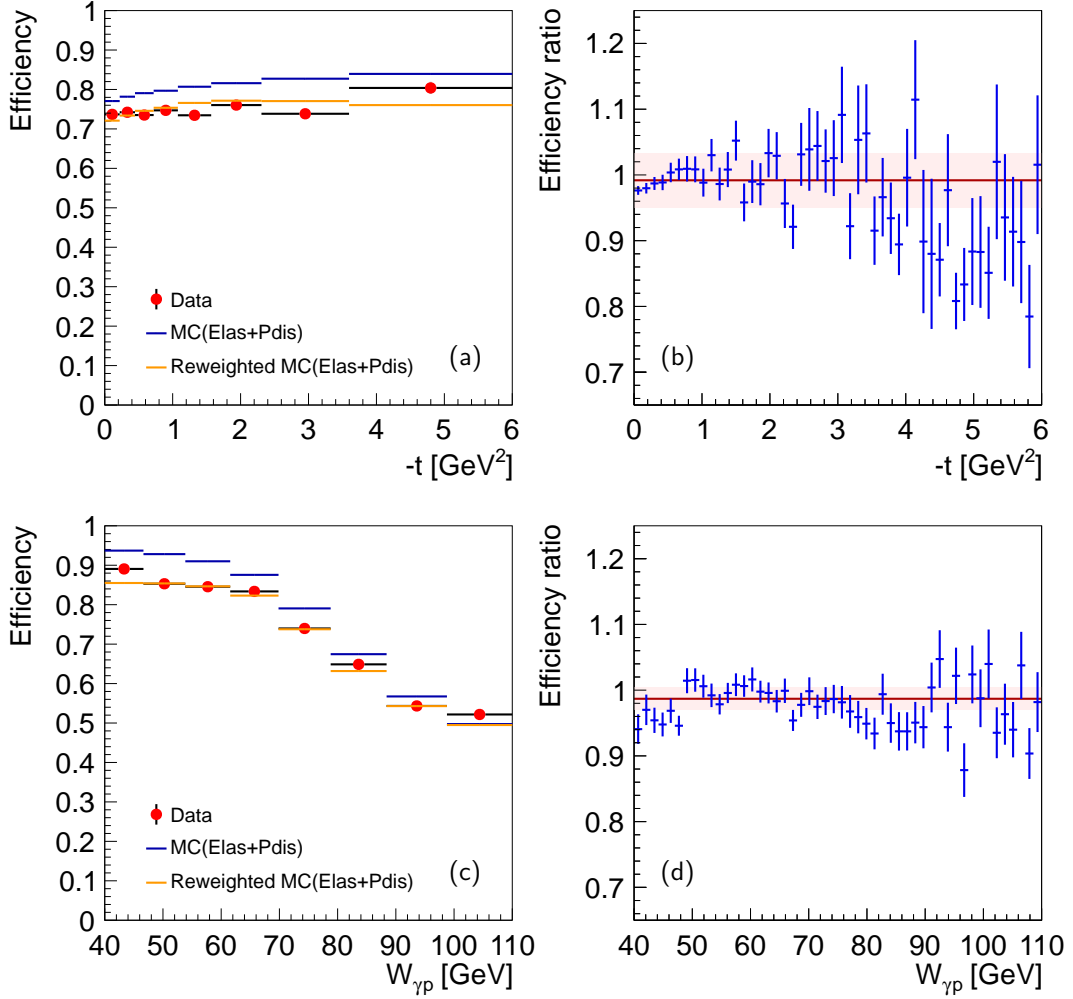 Efficiency
1
0.9
0.8
0.7
0.6
0.5
0.4
0.3
0.2
0.1
0
Data
MC(Elas+Pdis)
Reweighted MC(Elas+Pdis)
(a)
0 1 2 3 4 5 6
-t [GeV²]
Efficiency ratio
1.2
1.1
1
0.9
0.8
0.7
(b)
0 1 2 3 4 5 6
-t [GeV²]
Efficiency
1
0.9
0.8
0.7
0.6
0.5
0.4
0.3
0.2
0.1
0
Data
MC(Elas+Pdis)
Reweighted MC(Elas+Pdis)
(c)
40 50 60 70 80 90 100 110
W_γp [GeV]
Efficiency ratio
1.2
1.1
1
0.9
0.8
0.7
(d)
40 50 60 70 80 90 100 110
W_γp [GeV]